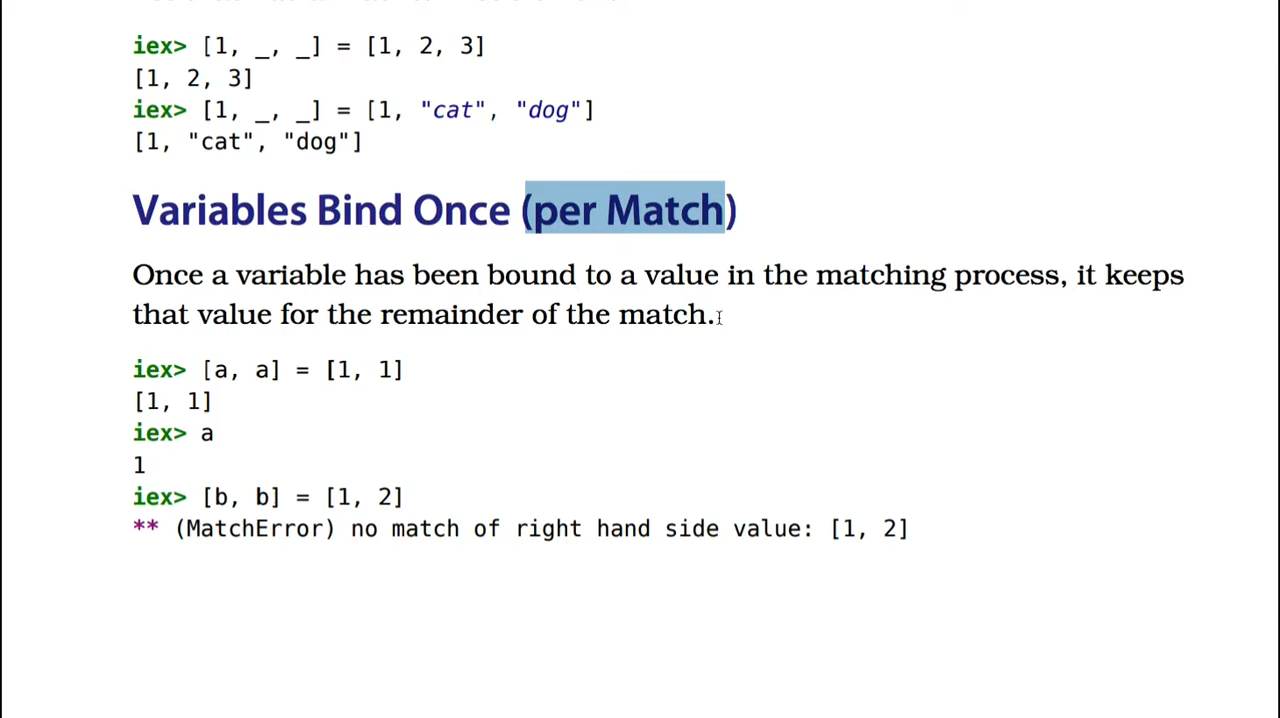 iex> [1, _, _] = [1, 2, 3]
[1, 2, 3]
iex> [1, _, _] = [1, "cat", "dog"]
[1, "cat", "dog"]
Variables Bind Once (per Match)
Once a variable has been bound to a value in the matching process, it keeps
that value for the remainder of the match.
iex> [a, a] = [1, 1]
[1, 1]
iex> a
1
iex> [b, b] = [1, 2]
** (MatchError) no match of right hand side value: [1, 2]